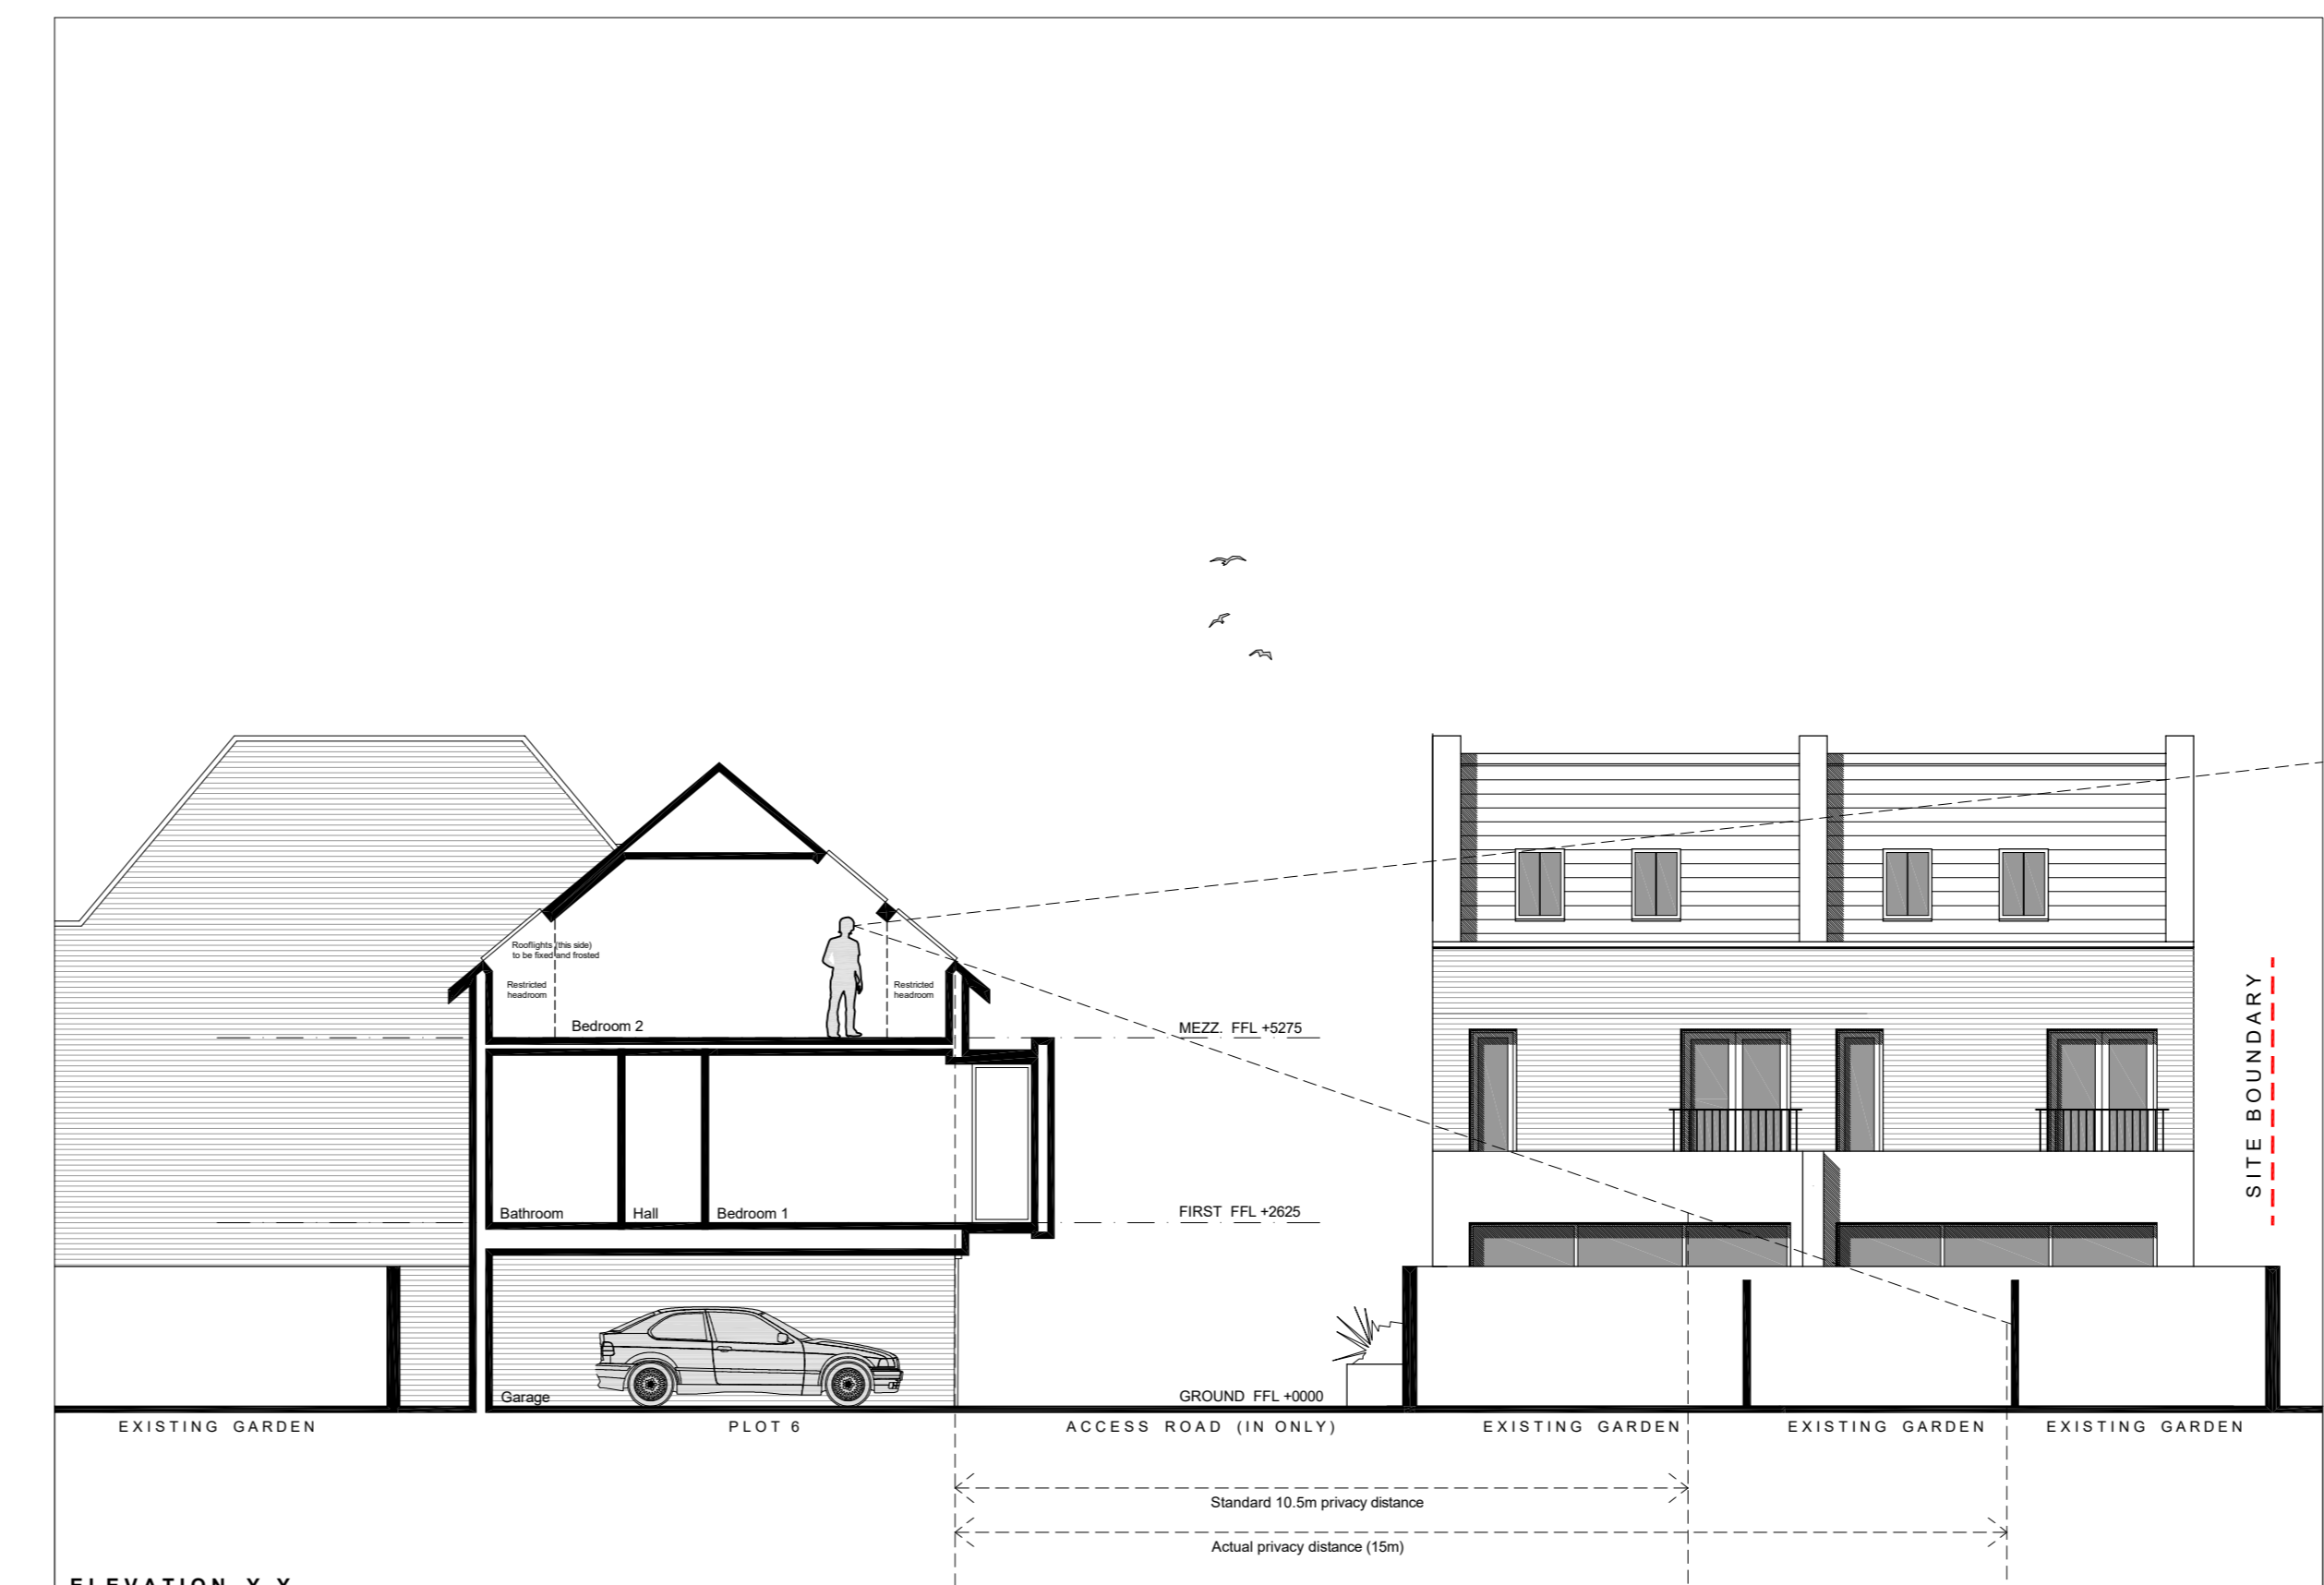 Rooflights (this side)
to be fixed and frosted
Restricted
headroom
Restricted
headroom
Bedroom 2
MEZZ. FFL +5275
SITE BOUNDARY
Bathroom
Hall
Bedroom 1
FIRST FFL +2625
Garage
GROUND FFL +0000
EXISTING GARDEN
PLOT 6
ACCESS ROAD (IN ONLY)
EXISTING GARDEN
EXISTING GARDEN
EXISTING GARDEN
Standard 10.5m privacy distance
Actual privacy distance (15m)
ELEVATION